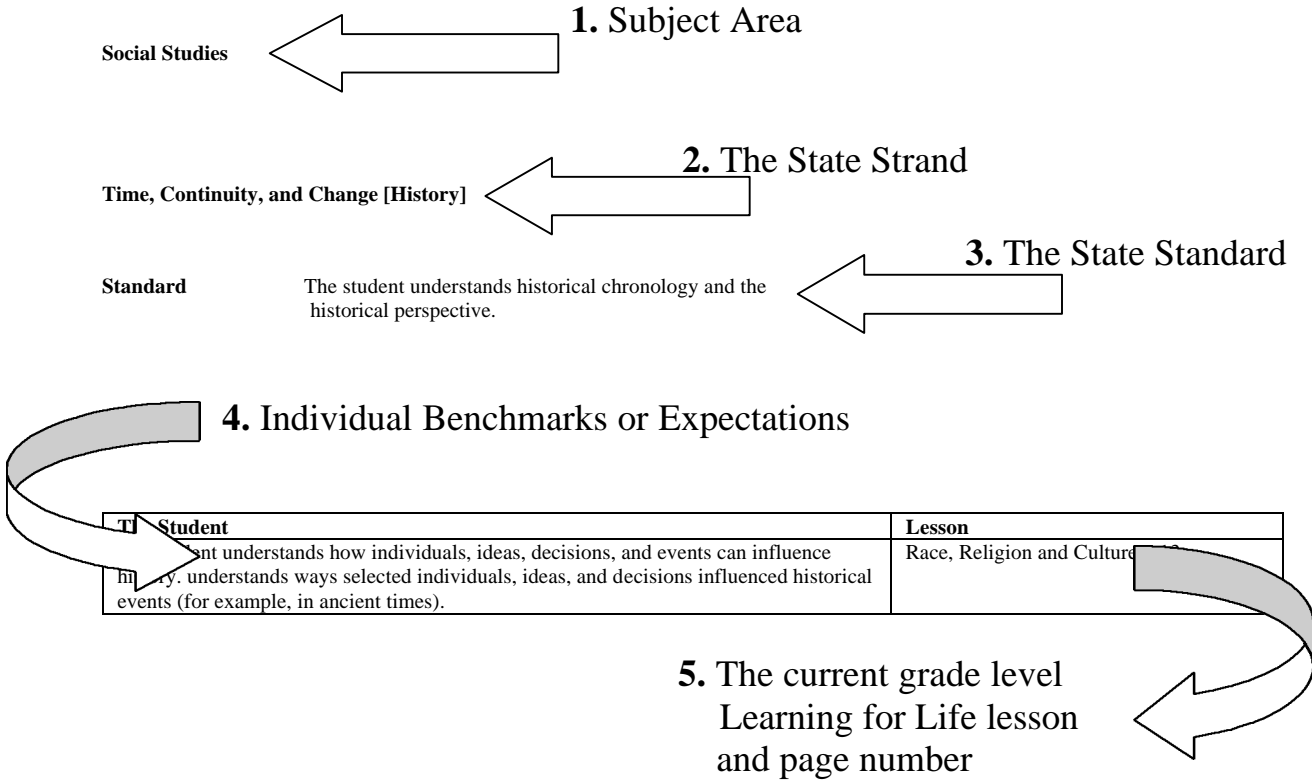 1. Subject Area
Social Studies
2. The State Strand
Time, Continuity, and Change [History]
3. The State Standard
Standard The student understands historical chronology and the
historical perspective.
4. Individual Benchmarks or Expectations
Student Lesson
understands how individuals, ideas, decisions, and events can influence Race, Religion and Culture
understands ways selected individuals, ideas, and decisions influenced historical
events (for example, in ancient times).
5. The current grade level
Learning for Life lesson
and page number